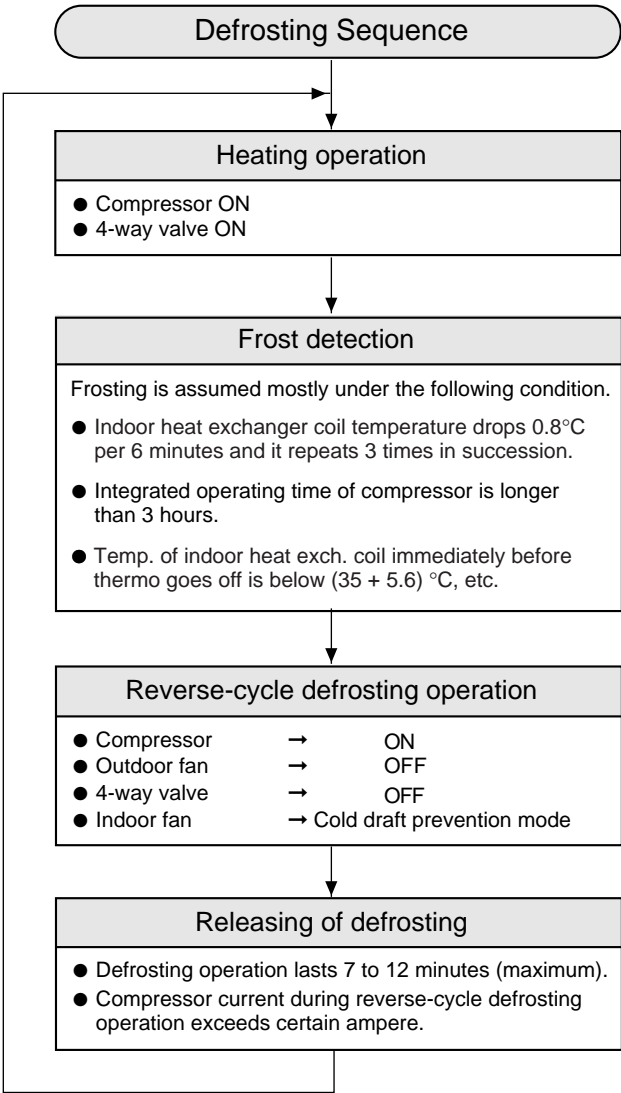 Defrosting Sequence
Heating operation
● Compressor ON
● 4-way valve ON
Frost detection
Frosting is assumed mostly under the following condition.
● Indoor heat exchanger coil temperature drops 0.8°C
per 6 minutes and it repeats 3 times in succession.
● Integrated operating time of compressor is longer
than 3 hours.
● Temp. of indoor heat exch. coil immediately before
thermo goes off is below (35 + 5.6) °C, etc.
Reverse-cycle defrosting operation
● Compressor → ON
● Outdoor fan → OFF
● 4-way valve → OFF
● Indoor fan → Cold draft prevention mode
Releasing of defrosting
● Defrosting operation lasts 7 to 12 minutes (maximum).
● Compressor current during reverse-cycle defrosting
operation exceeds certain ampere.